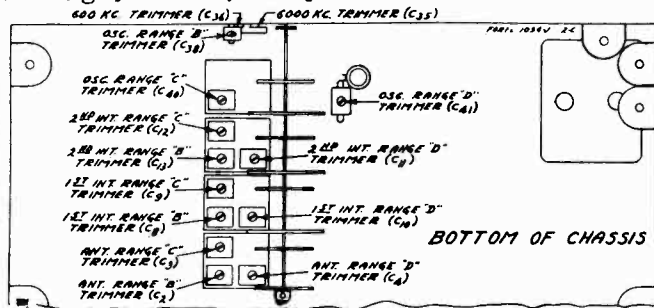 600 KC. TRIMMER (C36) 6000 KC. TRIMMER (C35)
OSC. RANGE "B"
TRIMMER (C38)
OSC. RANGE "C"
TRIMMER (C40)
OSC. RANGE "D"
TRIMMER (C41)
2ND INT. RANGE "C"
TRIMMER (C12)
2ND INT. RANGE "B"
TRIMMER (C13)
2ND INT. RANGE "D"
TRIMMER (C11)
1ST INT. RANGE "C"
TRIMMER (C9)
1ST INT. RANGE "B"
TRIMMER (C8)
1ST INT. RANGE "D"
TRIMMER (C10)
ANT. RANGE "C"
TRIMMER (C3)
ANT. RANGE "D"
TRIMMER (C4)
ANT. RANGE "B"
TRIMMER (C2)
BOTTOM OF CHASSIS